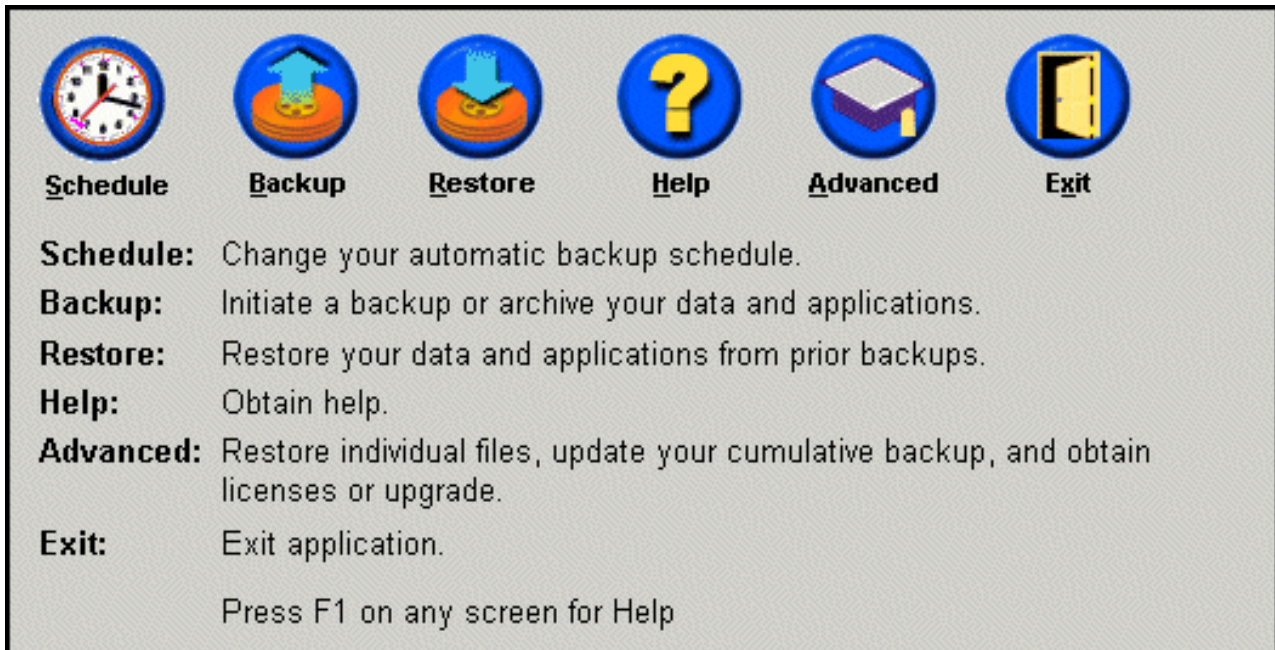 Schedule Backup Restore Help Advanced Exit
Schedule: Change your automatic backup schedule.
Backup: Initiate a backup or archive your data and applications.
Restore: Restore your data and applications from prior backups.
Help: Obtain help.
Advanced: Restore individual files, update your cumulative backup, and obtain
licenses or upgrade.
Exit: Exit application.
Press F1 on any screen for Help